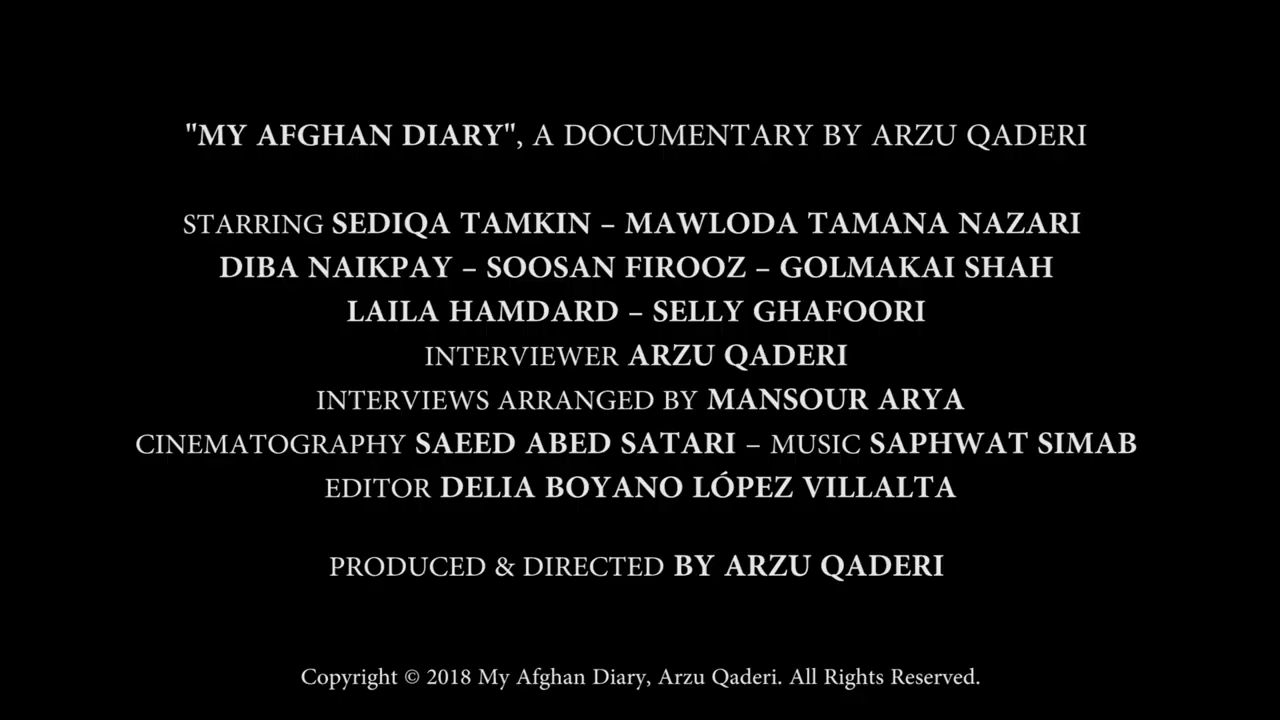 "MY AFGHAN DIARY", A DOCUMENTARY BY ARZU QADERI
STARRING SEDIQA TAMKIN – MAWLODA TAMANA NAZARI
DIBA NAIKPAY – SOOSAN FIROOZ – GOLMAKAI SHAH
LAILA HAMDARD – SELLY GHAFOORI
INTERVIEWER ARZU QADERI
INTERVIEWS ARRANGED BY MANSOUR ARYA
CINEMATOGRAPHY SAEED ABED SATARI – MUSIC SAPHWAT SIMAB
EDITOR DELIA BOYANO LÓPEZ VILLALTA
PRODUCED & DIRECTED BY ARZU QADERI
Copyright © 2018 My Afghan Diary, Arzu Qaderi. All Rights Reserved.